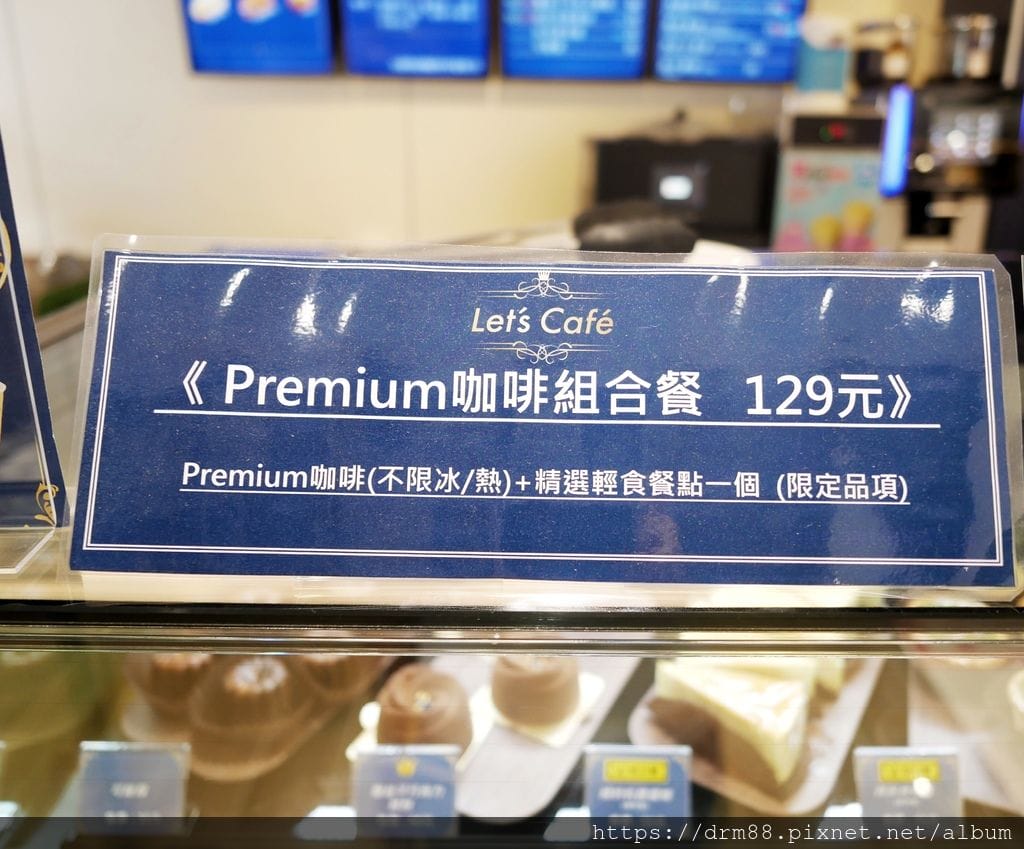 Let's Café
《Premium咖啡組合餐 129元》
Premium咖啡(不限冰/熱)+精選輕食餐點一個 (限定品項)
https://drm88.pixnet.net/album